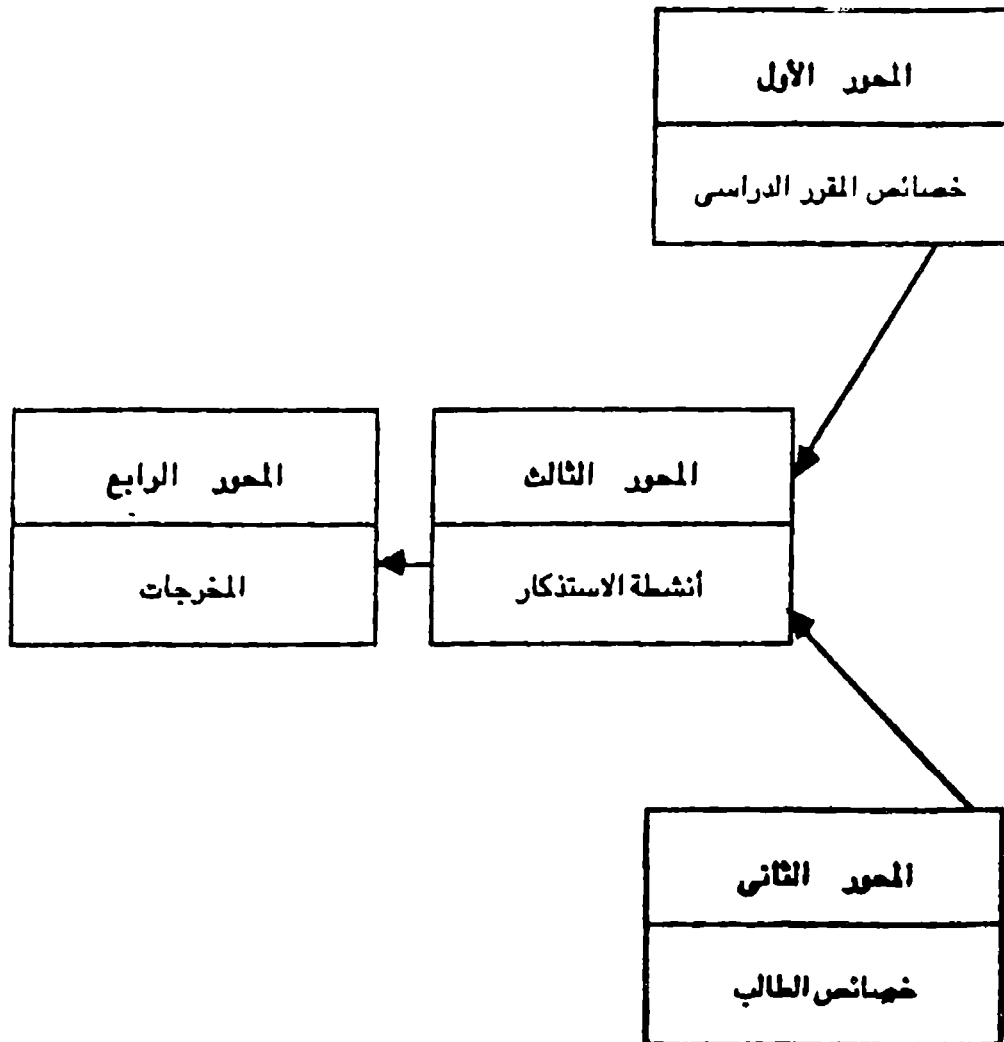 المحور الأول
خصائص المقرر الدراسى
المحور الثالث
أنشطة الاستذكار
المحور الرابع
المخرجات
المحور الثانى
خصائص الطالب